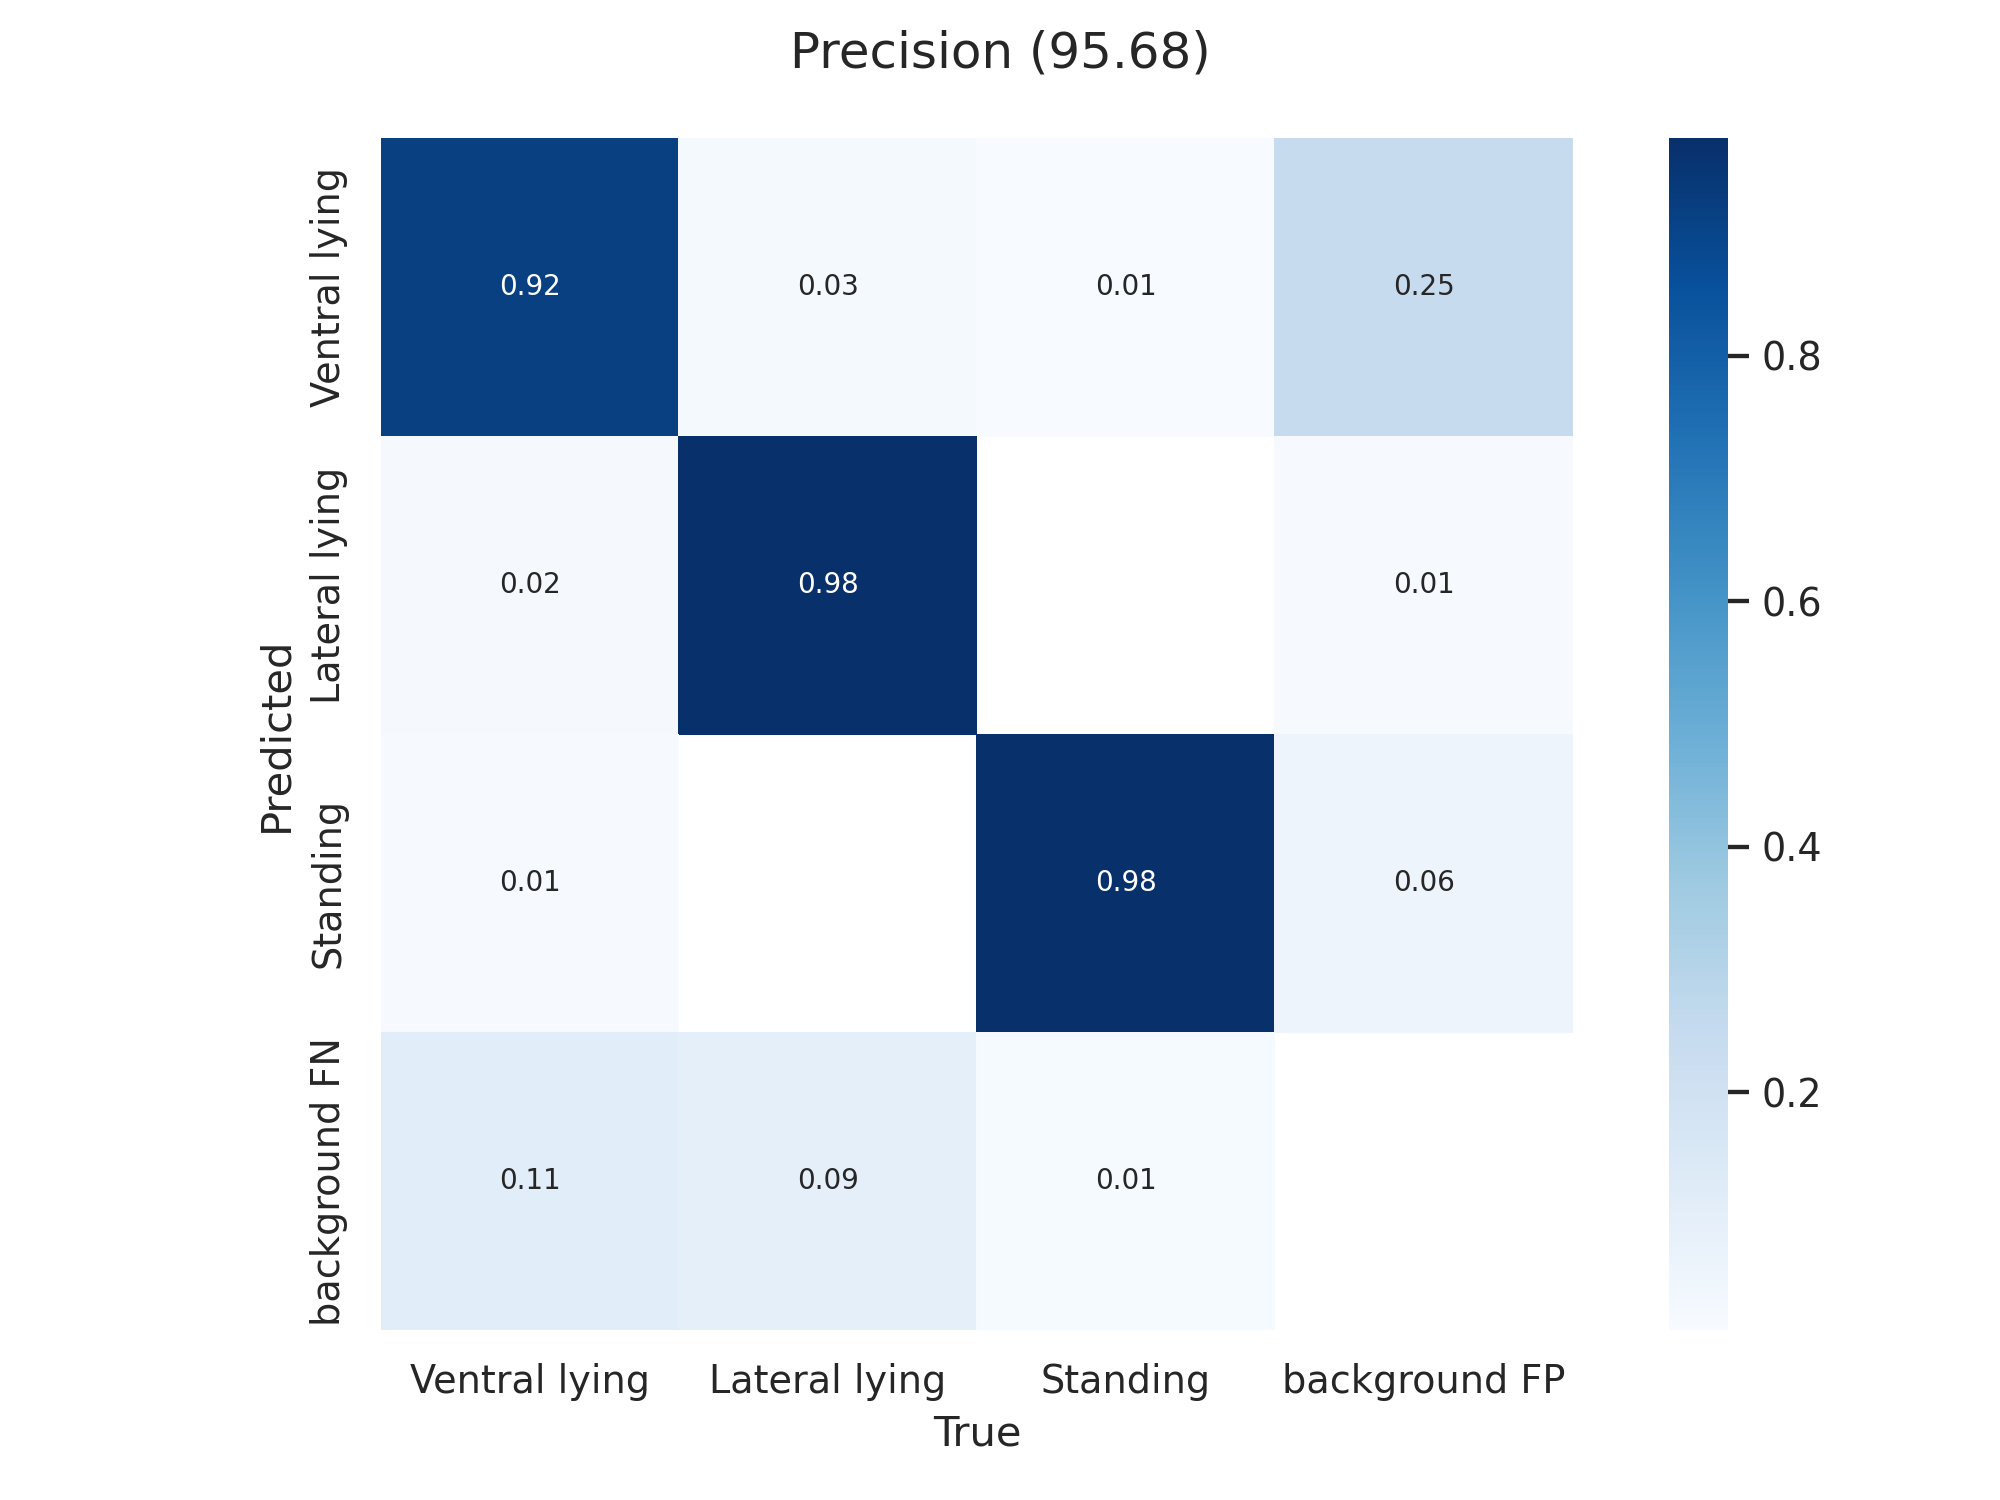 Precision (95.68)
Predicted
Ventral lying
Lateral lying
Standing
background FN
0.92 0.03 0.01 0.25
0.02 0.98 0.01
0.01 0.98 0.06
0.11 0.09 0.01
Ventral lying Lateral lying Standing background FP
True
0.8
0.6
0.4
0.2